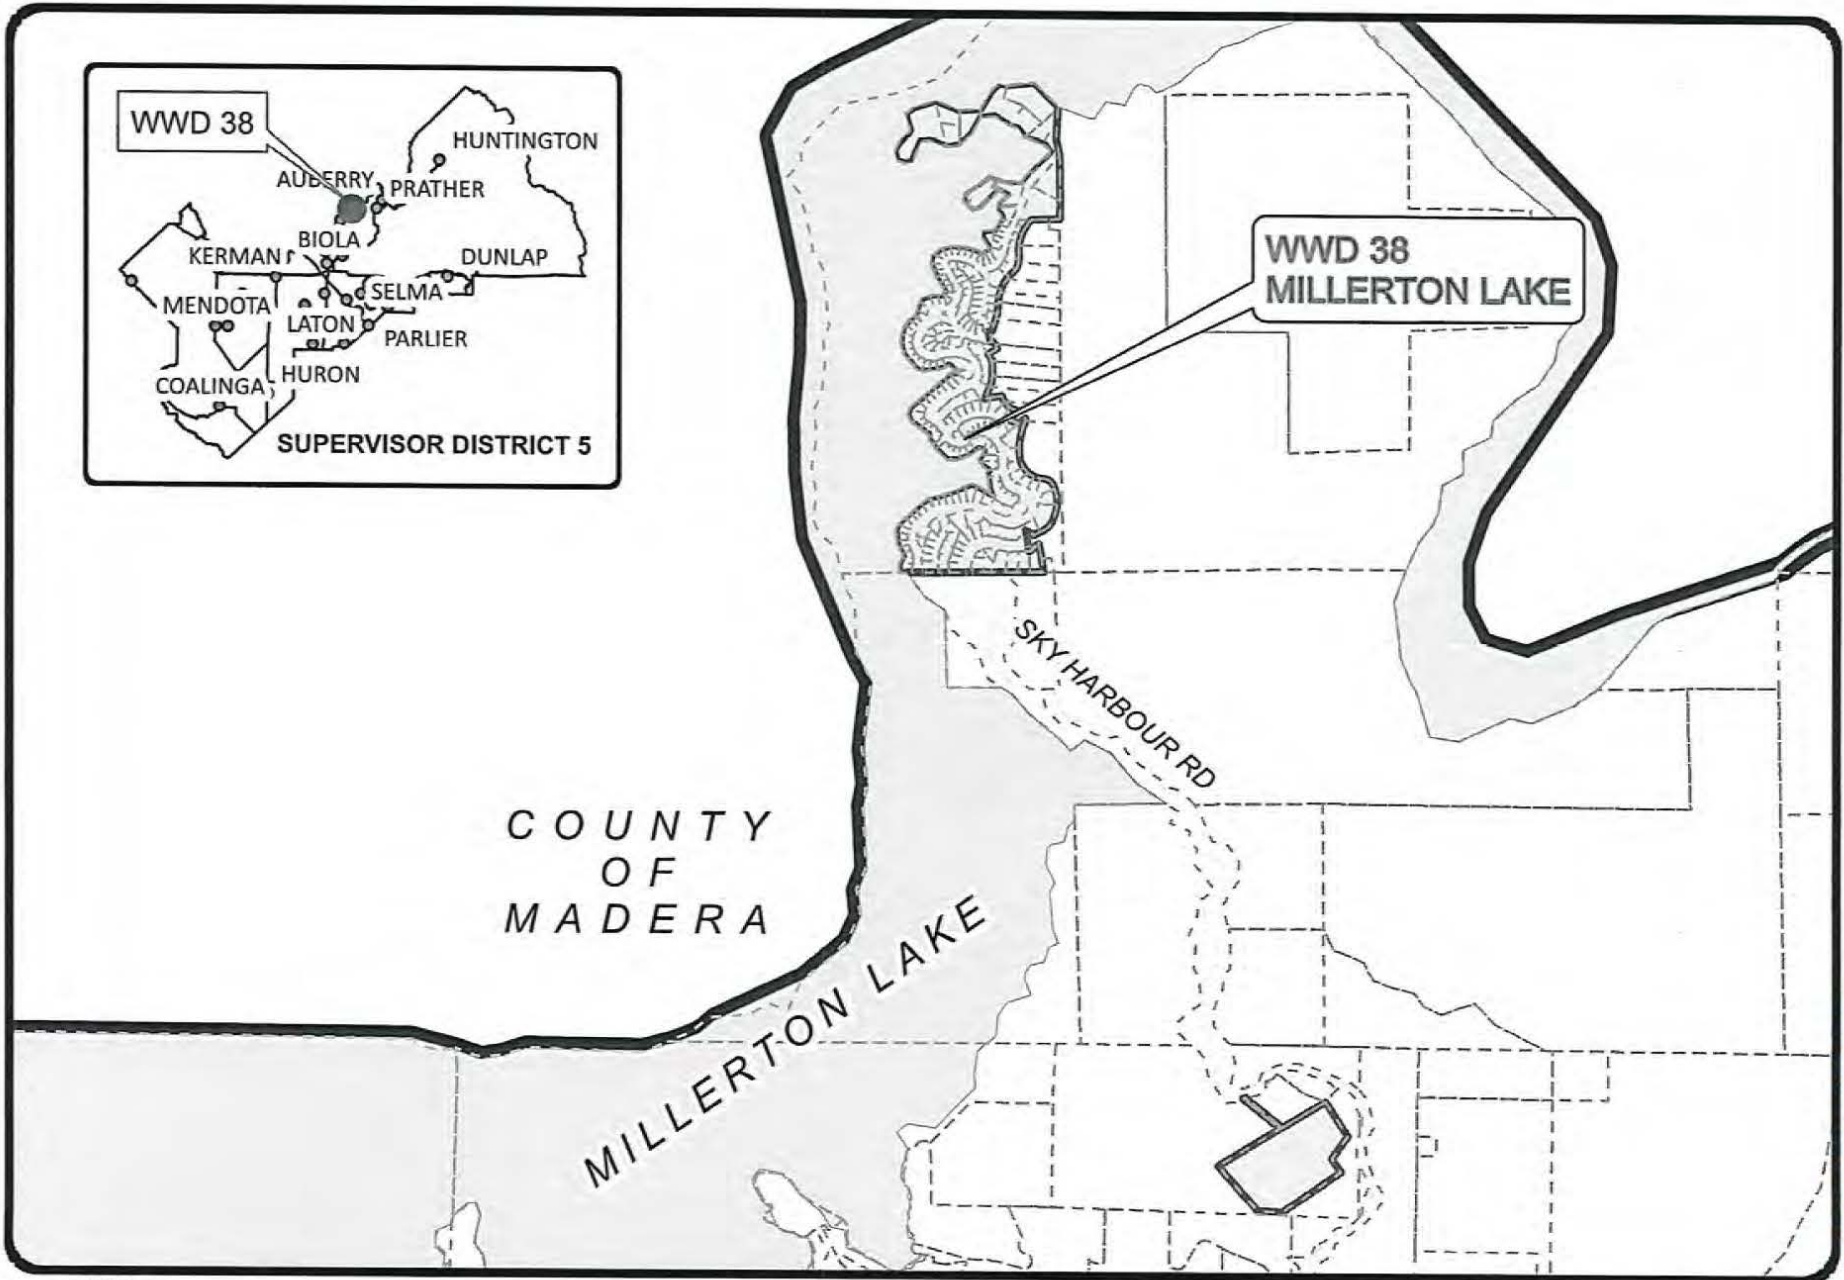 WWD 38
HUNTINGTON
AUBERRY
PRATHER
BIOLA
KERMAN
DUNLAP
MENDOTA
SELMA
LATON
PARLIER
COALINGA
HURON
SUPERVISOR DISTRICT 5
WWD 38
MILLERTON LAKE
SKY HARBOUR RD
COUNTY
OF
MADERA
MILLERTON LAKE